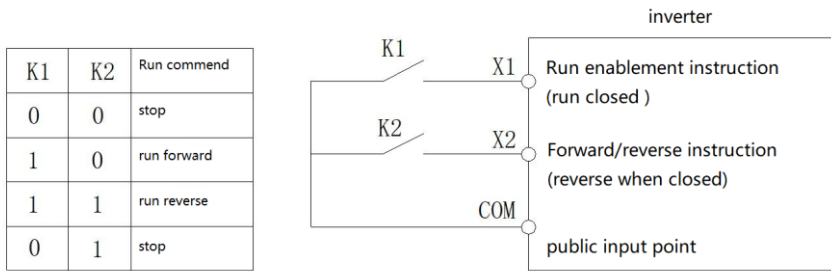 inverter
K1 K2 Run commend
0 0 stop
1 0 run forward
1 1 run reverse
0 1 stop
K1
X1
Run enablement instruction
(run closed )
K2
X2
Forward/reverse instruction
(reverse when closed)
COM
public input point